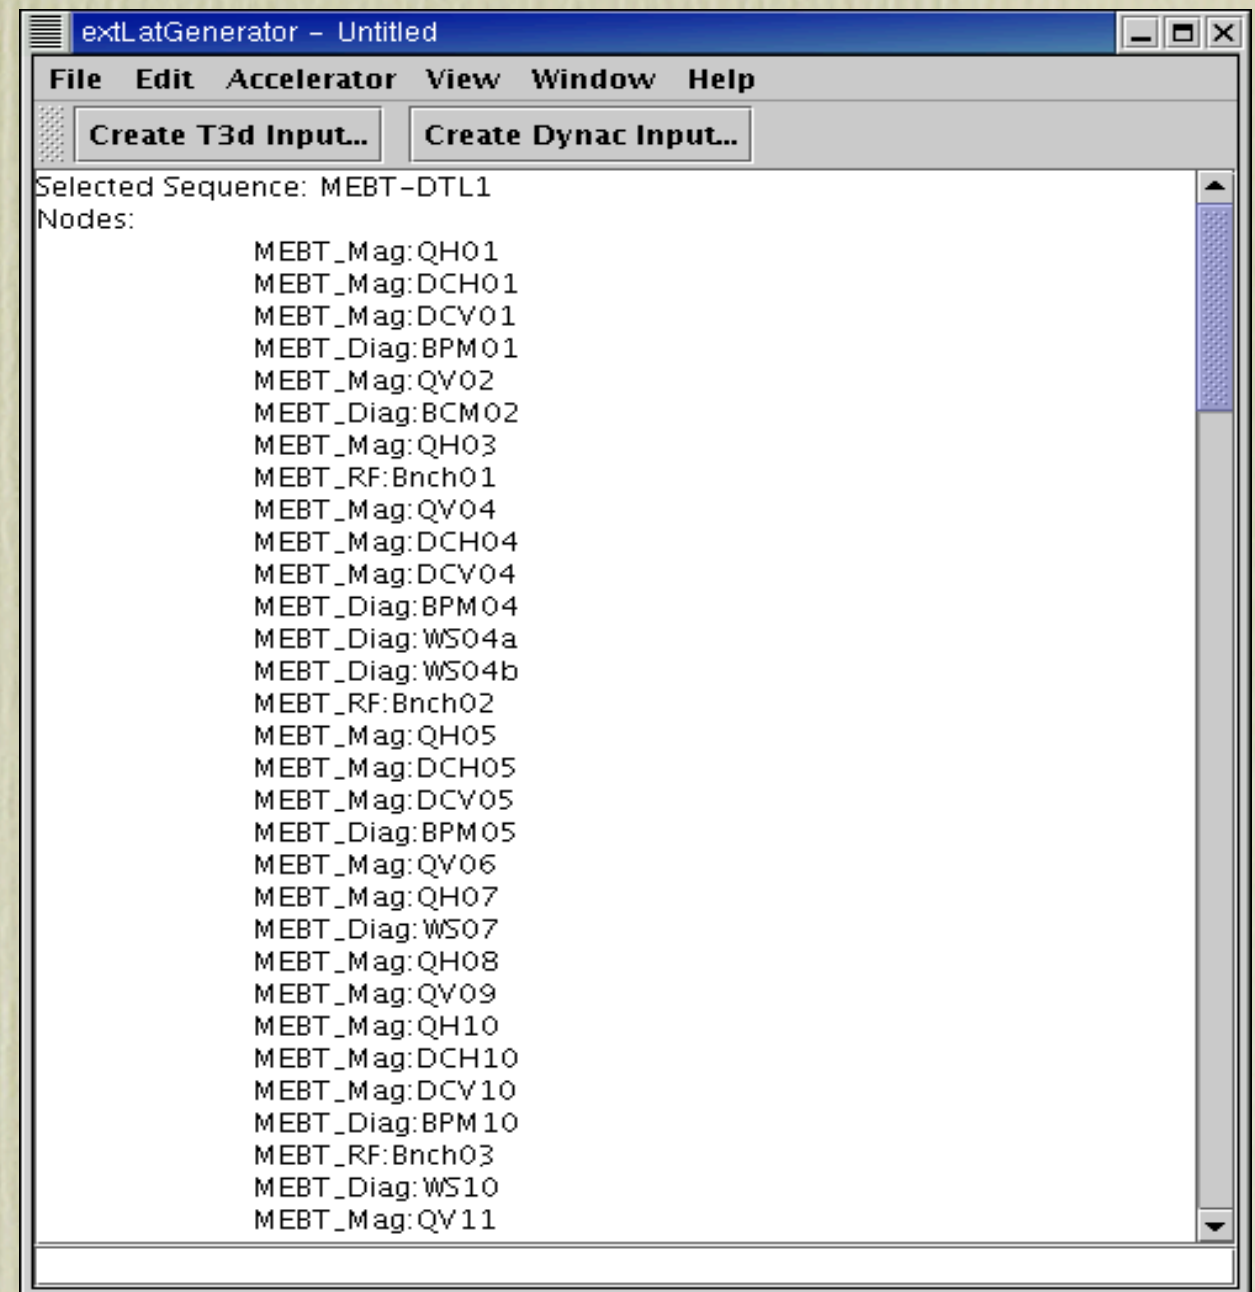 extLatGenerator – Untitled
File Edit Accelerator View Window Help
Create T3d Input... Create Dynac Input...
Selected Sequence: MEBT-DTL1
Nodes:
MEBT_Mag:QH01
MEBT_Mag:DCH01
MEBT_Mag:DCV01
MEBT_Diag:BPM01
MEBT_Mag:QV02
MEBT_Diag:BCM02
MEBT_Mag:QH03
MEBT_RF:Bnch01
MEBT_Mag:QV04
MEBT_Mag:DCH04
MEBT_Mag:DCV04
MEBT_Diag:BPM04
MEBT_Diag:WS04a
MEBT_Diag:WS04b
MEBT_RF:Bnch02
MEBT_Mag:QH05
MEBT_Mag:DCH05
MEBT_Mag:DCV05
MEBT_Diag:BPM05
MEBT_Mag:QV06
MEBT_Mag:QH07
MEBT_Diag:WS07
MEBT_Mag:QH08
MEBT_Mag:QV09
MEBT_Mag:QH10
MEBT_Mag:DCH10
MEBT_Mag:DCV10
MEBT_Diag:BPM10
MEBT_RF:Bnch03
MEBT_Diag:WS10
MEBT_Mag:QV11